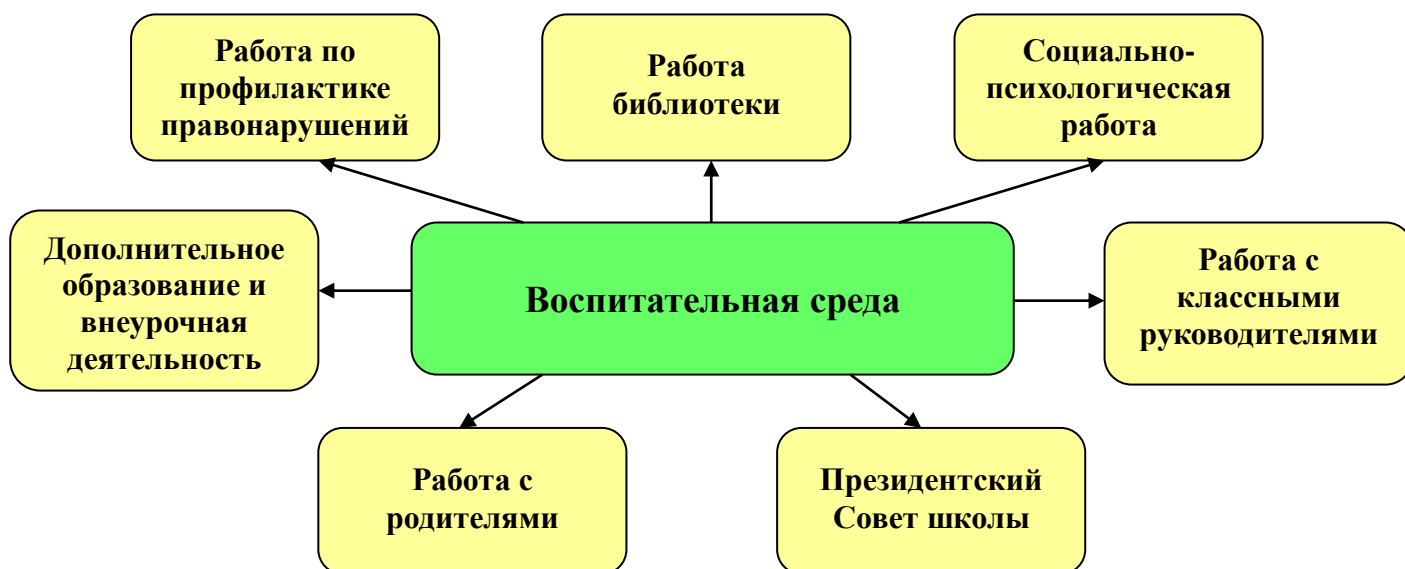 Работа по
профилактике
правонарушений
Работа
библиотеки
Социально-
психологическая
работа
Дополнительное
образование и
внеурочная
деятельность
Воспитательная среда
Работа с
классными
руководителями
Работа с
родителями
Президентский
Совет школы